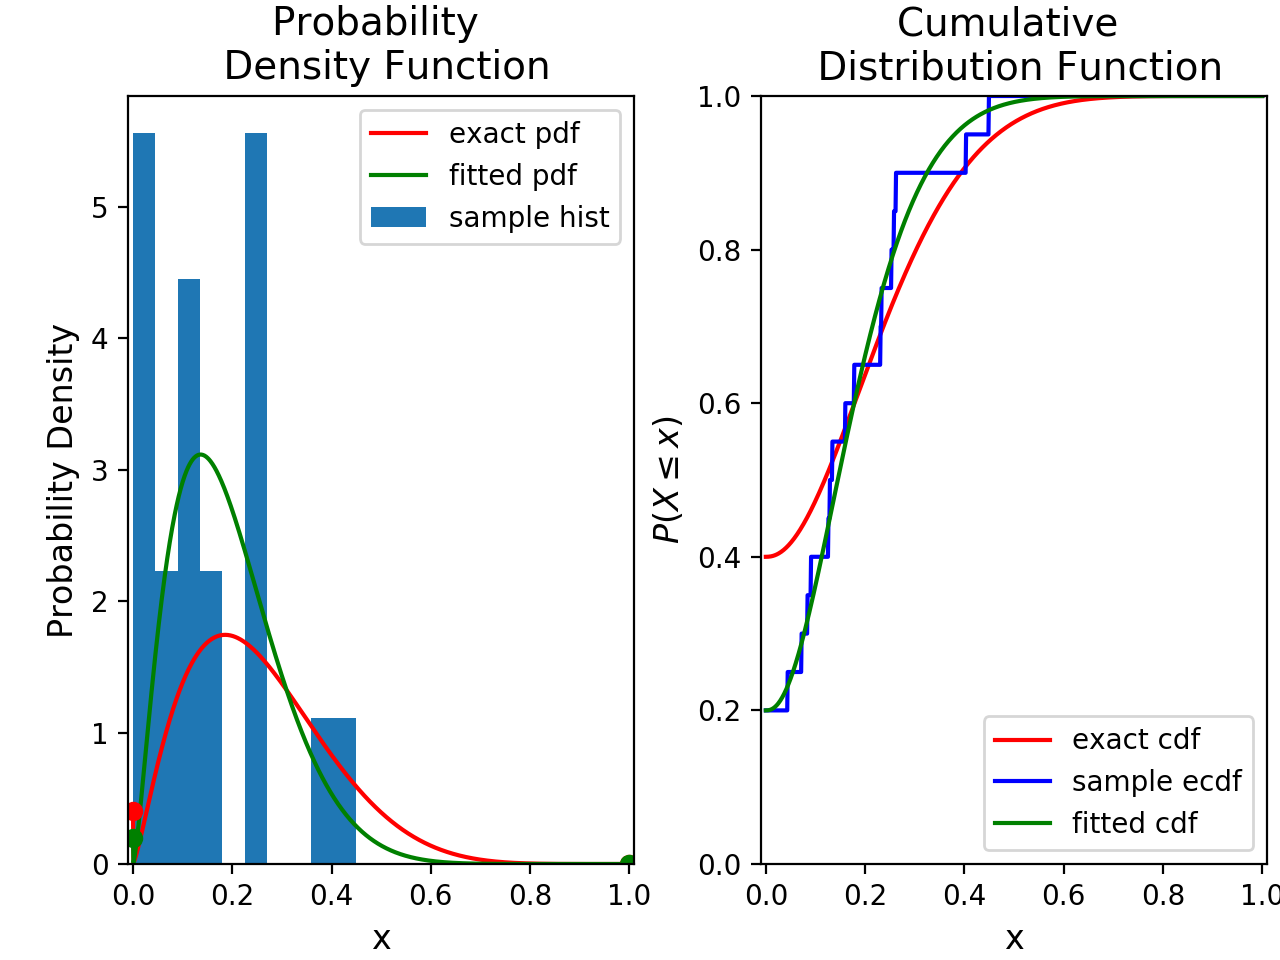 Probability
Density Function
exact pdf
fitted pdf
sample hist
Probability Density
5
4
3
2
1
0
0.0 0.2 0.4 0.6 0.8 1.0
x
Cumulative
Distribution Function
P(X ≤ x)
1.0
0.8
0.6
0.4
0.2
0.0
exact cdf
sample ecdf
fitted cdf
0.0 0.2 0.4 0.6 0.8 1.0
x